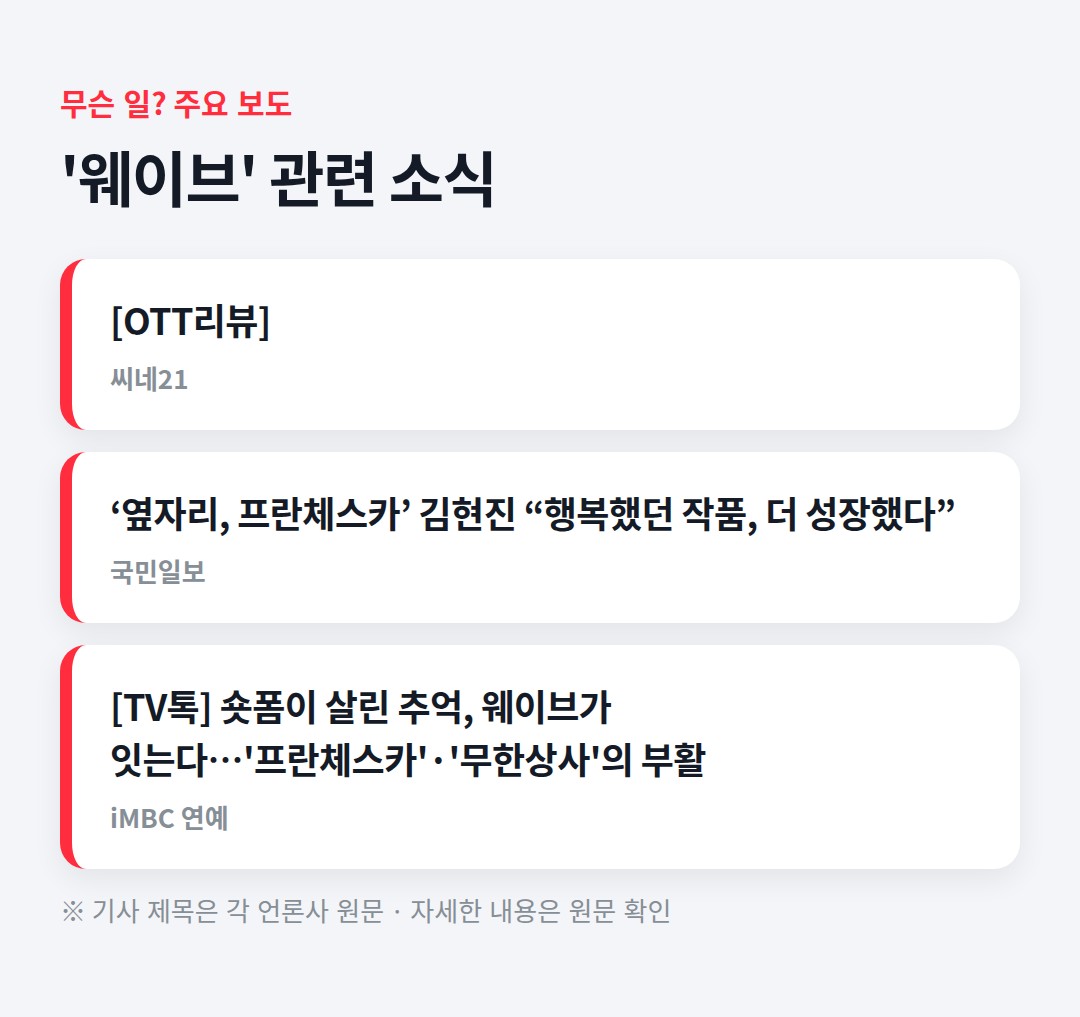 무슨 일? 주요 보도
'웨이브' 관련 소식
[OTT리뷰]
씨네21
‘옆자리, 프란체스카’ 김현진 “행복했던 작품, 더 성장했다”
국민일보
[TV톡] 숏폼이 살린 추억, 웨이브가
잇는다…'프란체스카'·'무한상사'의 부활
iMBC 연예
※ 기사 제목은 각 언론사 원문 · 자세한 내용은 원문 확인